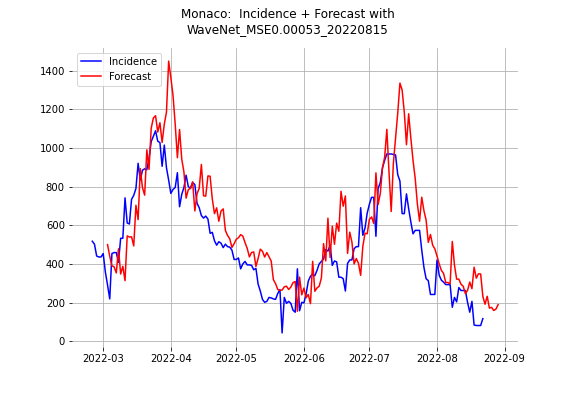 Monaco:  Incidence + Forecast with
WaveNet_MSE0.00053_20220815
Incidence
Forecast
1400
1200
1000
800
600
400
200
0
2022-03 2022-04 2022-05 2022-06 2022-07 2022-08 2022-09